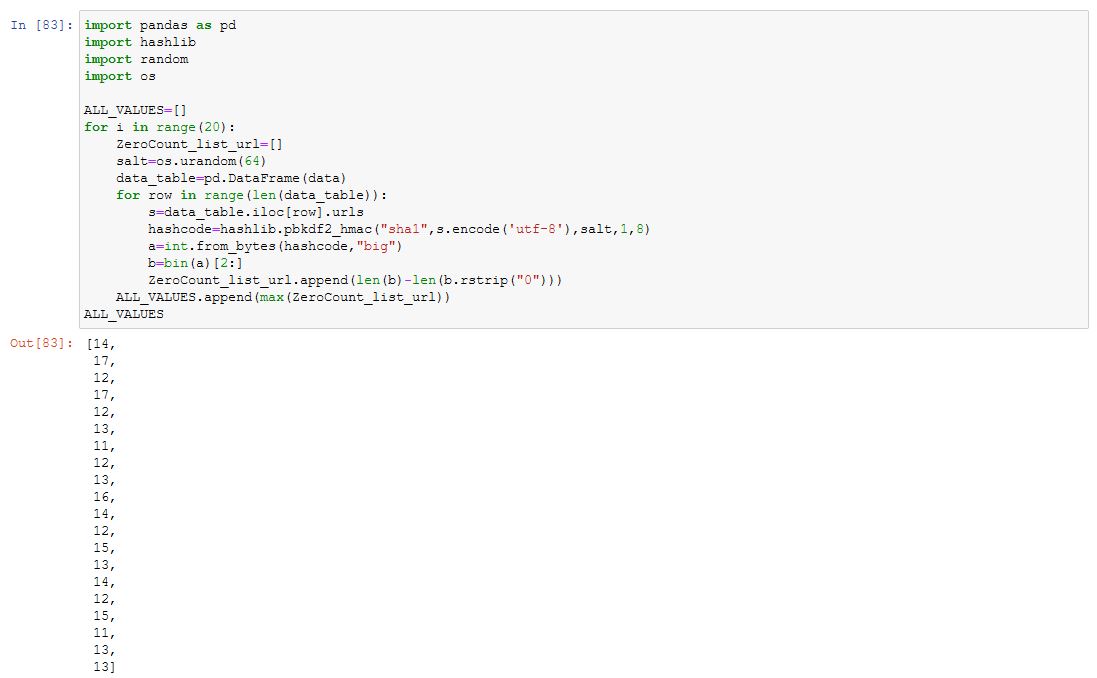 In [83]: import pandas as pd
import hashlib
import random
import os
ALL_VALUES=[]
for i in range(20):
    ZeroCount_list_url=[]
    salt=os.urandom(64)
    data_table=pd.DataFrame(data)
    for row in range(len(data_table)):
        s=data_table.iloc[row].urls
        hashcode=hashlib.pbkdf2_hmac("sha1",s.encode('utf-8'),salt,1,8)
        a=int.from_bytes(hashcode,"big")
        b=bin(a)[2:]
        ZeroCount_list_url.append(len(b)-len(b.rstrip("0")))
    ALL_VALUES.append(max(ZeroCount_list_url))
ALL_VALUES
Out[83]: [14,
17,
12,
17,
12,
13,
11,
12,
13,
16,
14,
12,
15,
13,
14,
12,
15,
11,
13,
13]